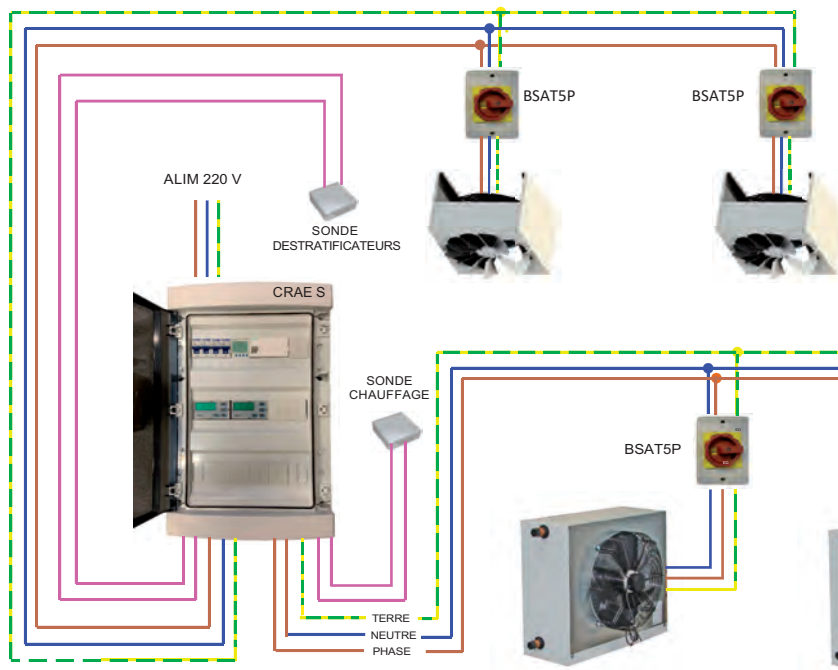 BSAT5P
BSAT5P
ALIM 220 V
SONDE
DESTRATIFICATEURS
CRAE S
SONDE
CHAUFFAGE
BSAT5P
TERRE
NEUTRE
PHASE